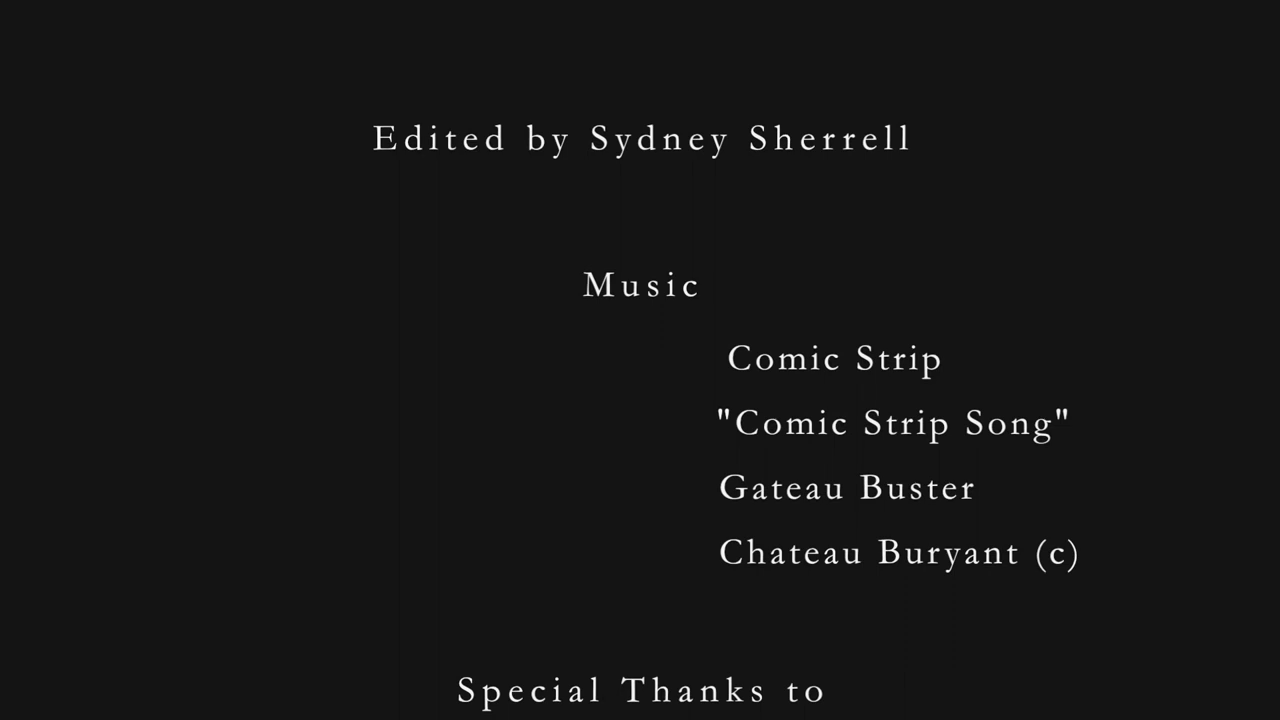 Edited by Sydney Sherrell
Music
Comic Strip
"Comic Strip Song"
Gateau Buster
Chateau Buryant (c)
Special Thanks to